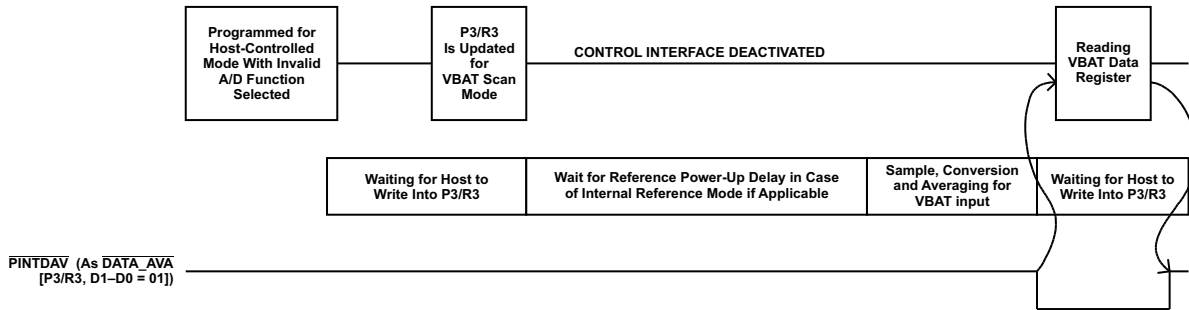 Programmed for
Host-Controlled
Mode With Invalid
A/D Function
Selected
P3/R3
Is Updated
for
VBAT Scan
Mode
CONTROL INTERFACE DEACTIVATED
Reading
VBAT Data
Register
Waiting for Host to
Write Into P3/R3
Wait for Reference Power-Up Delay in Case
of Internal Reference Mode if Applicable
Sample, Conversion
and Averaging for
VBAT input
Waiting for Host to
Write Into P3/R3
PINTDAV (As DATA_AVA
[P3/R3, D1–D0 = 01])